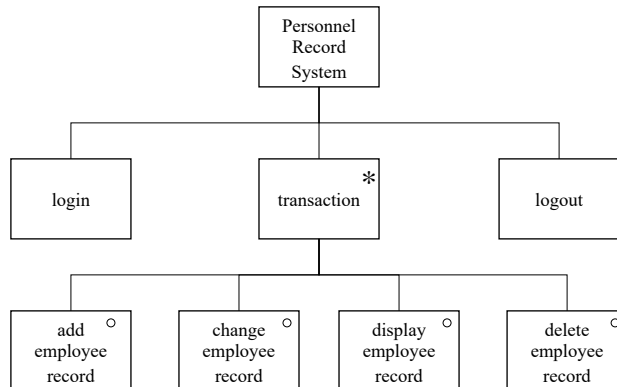 Personnel
Record
System
login
transaction
*
logout
add
employee
record
change
employee
record
display
employee
record
delete
employee
record